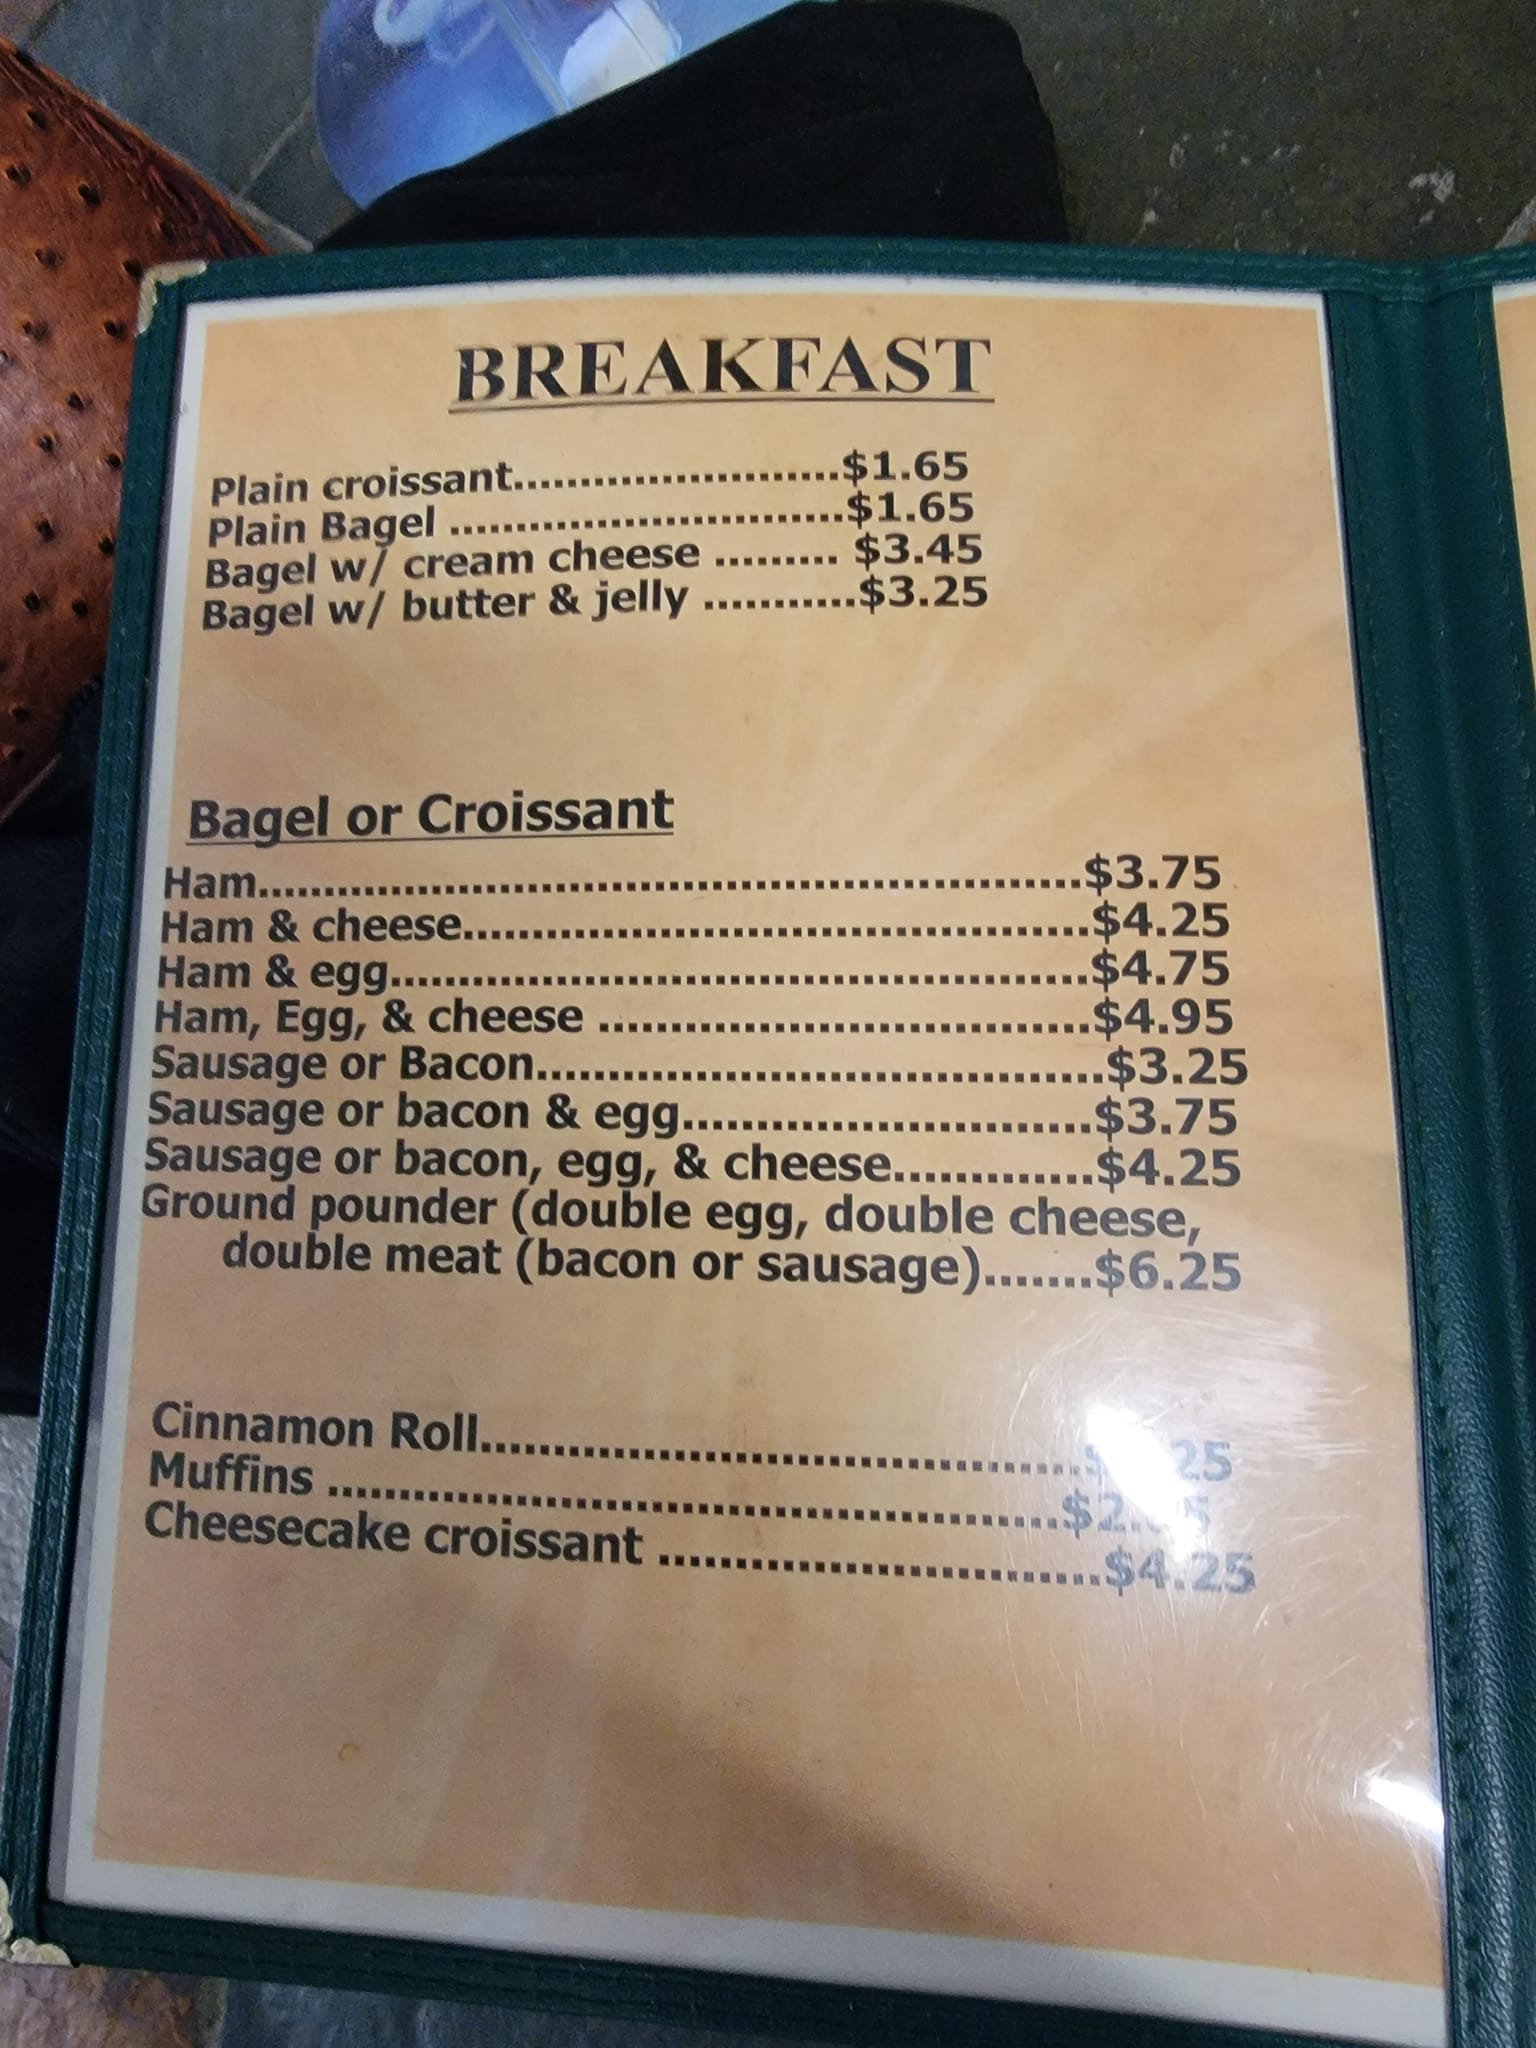 BREAKFAST
Plain croissant........................$1.65
Plain Bagel ..............................$1.65
Bagel w/ cream cheese ......... $3.45
Bagel w/ butter & jelly ...........$3.25
Bagel or Croissant
Ham..............................................................$3.75
Ham & cheese...............................................$4.25
Ham & egg....................................................$4.75
Ham, Egg, & cheese ....................................$4.95
Sausage or Bacon..........................................$3.25
Sausage or bacon & egg..............................$3.75
Sausage or bacon, egg, & cheese..............$4.25
Ground pounder (double egg, double cheese,
double meat (bacon or sausage).......$6.25
Cinnamon Roll............................................
Muffins .....................................................
Cheesecake croissant ................................$4.25